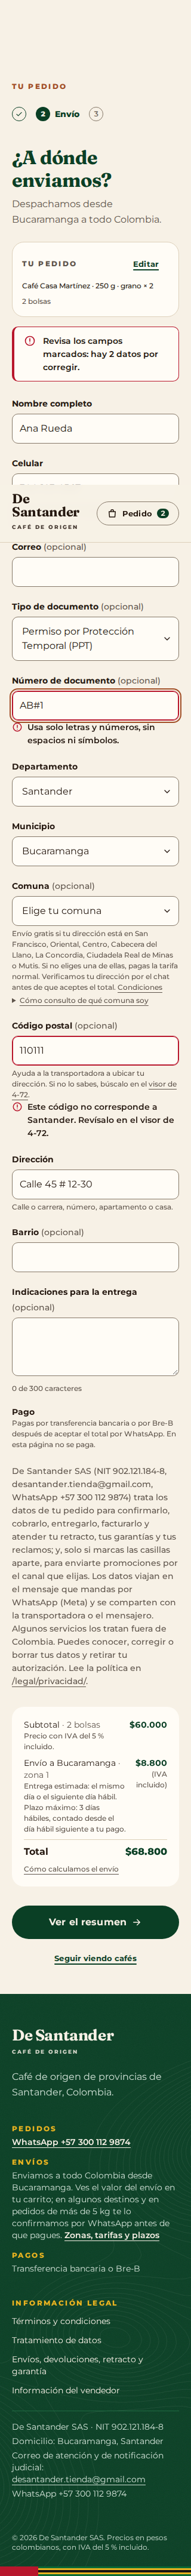 TU PEDIDO
2 Envío 3
¿A dónde
enviamos?
Despachamos desde
Bucaramanga a todo Colombia.
TU PEDIDO Editar
Café Casa Martínez · 250 g · grano × 2
2 bolsas
Revisa los campos
marcados: hay 2 datos por
corregir.
Nombre completo
Ana Rueda
Celular
De
Santander
CAFÉ DE ORIGEN
Pedido 2
Correo (opcional)
Tipo de documento (opcional)
Permiso por Protección
Temporal (PPT)
Número de documento (opcional)
AB#1
Usa solo letras y números, sin
espacios ni símbolos.
Departamento
Santander
Municipio
Bucaramanga
Comuna (opcional)
Elige tu comuna
Envío gratis si tu dirección está en San
Francisco, Oriental, Centro, Cabecera del
Llano, La Concordia, Ciudadela Real de Minas
o Mutis. Si no eliges una de ellas, pagas la tarifa
normal. Verificamos tu dirección por el chat
antes de que aceptes el total. Condiciones
Cómo consulto de qué comuna soy
Código postal (opcional)
110111
Ayuda a la transportadora a ubicar tu
dirección. Si no lo sabes, búscalo en el visor de
4-72.
Este código no corresponde a
Santander. Revísalo en el visor de
4-72.
Dirección
Calle 45 # 12-30
Calle o carrera, número, apartamento o casa.
Barrio (opcional)
Indicaciones para la entrega
(opcional)
0 de 300 caracteres
Pago
Pagas por transferencia bancaria o por Bre-B
después de aceptar el total por WhatsApp. En
esta página no se paga.
De Santander SAS (NIT 902.121.184-8,
desantander.tienda@gmail.com,
WhatsApp +57 300 112 9874) trata los
datos de tu pedido para confirmarlo,
cobrarlo, entregarlo, facturarlo y
atender tu retracto, tus garantías y tus
reclamos; y, solo si marcas las casillas
aparte, para enviarte promociones por
el canal que elijas. Los datos viajan en
el mensaje que mandas por
WhatsApp (Meta) y se comparten con
la transportadora o el mensajero.
Algunos servicios los tratan fuera de
Colombia. Puedes conocer, corregir o
borrar tus datos y retirar tu
autorización. Lee la política en
/legal/privacidad/.
Subtotal · 2 bolsas $60.000
Precio con IVA del 5 %
incluido.
Envío a Bucaramanga · $8.800
zona 1 (IVA
incluido)
Entrega estimada: el mismo
día o el siguiente día hábil.
Plazo máximo: 3 días
hábiles, contado desde el
día hábil siguiente a tu pago.
Total $68.800
Cómo calculamos el envío
Ver el resumen →
Seguir viendo cafés
De Santander
CAFÉ DE ORIGEN
Café de origen de provincias de
Santander, Colombia.
PEDIDOS
WhatsApp +57 300 112 9874
ENVÍOS
Enviamos a todo Colombia desde
Bucaramanga. Ves el valor del envío en
tu carrito; en algunos destinos y en
pedidos de más de 5 kg te lo
confirmamos por WhatsApp antes de
que pagues. Zonas, tarifas y plazos
PAGOS
Transferencia bancaria o Bre-B
INFORMACIÓN LEGAL
Términos y condiciones
Tratamiento de datos
Envíos, devoluciones, retracto y
garantía
Información del vendedor
De Santander SAS · NIT 902.121.184-8
Domicilio: Bucaramanga, Santander
Correo de atención y de notificación
judicial:
desantander.tienda@gmail.com
WhatsApp +57 300 112 9874
© 2026 De Santander SAS. Precios en pesos
colombianos, con IVA del 5 % incluido.